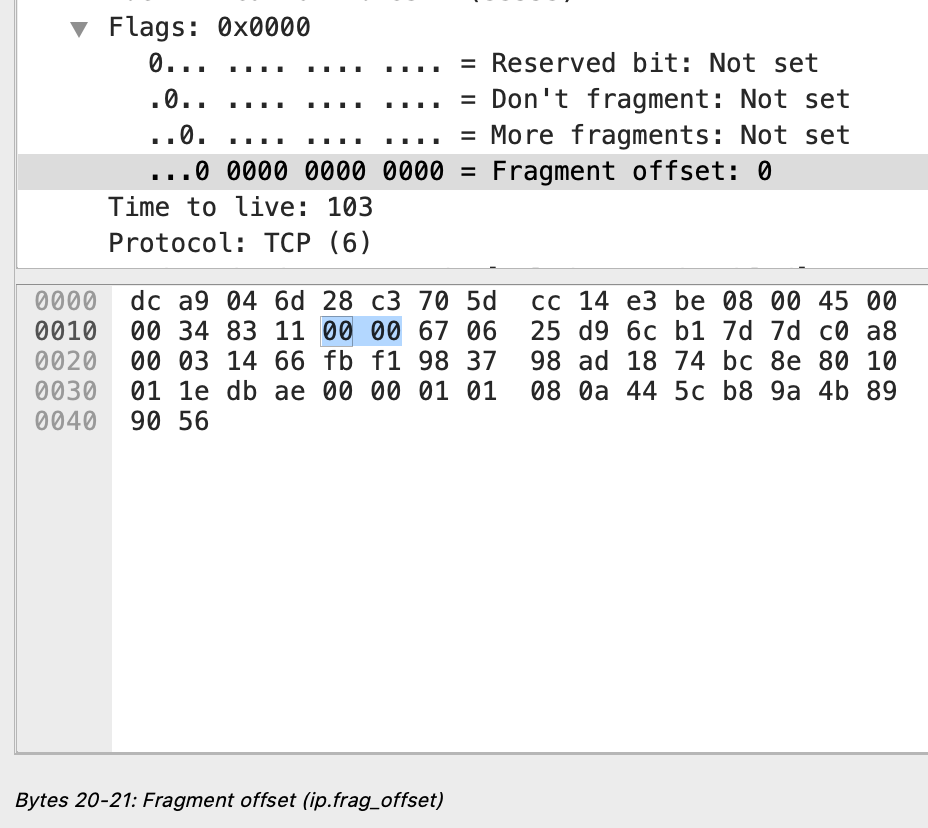 Flags: 0x0000
0... .... .... .... = Reserved bit: Not set
.0.. .... .... .... = Don't fragment: Not set
..0. .... .... .... = More fragments: Not set
...0 0000 0000 0000 = Fragment offset: 0
Time to live: 103
Protocol: TCP (6)
0000 dc a9 04 6d 28 c3 70 5d cc 14 e3 be 08 00 45 00
0010 00 34 83 11 00 00 67 06 25 d9 6c b1 7d 7d c0 a8
0020 00 03 14 66 fb f1 98 37 98 ad 18 74 bc 8e 80 10
0030 01 1e db ae 00 00 01 01 08 0a 44 5c b8 9a 4b 89
0040 90 56
Bytes 20-21: Fragment offset (ip.frag_offset)